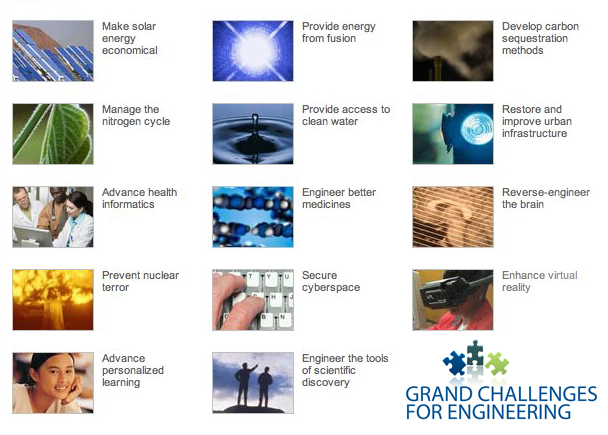 Make solar
energy
economical
Provide energy
from fusion
Develop carbon
sequestration
methods
Manage the
nitrogen cycle
Provide access to
clean water
Restore and
improve urban
infrastructure
Advance health
informatics
Engineer better
medicines
Reverse-engineer
the brain
Prevent nuclear
terror
Secure
cyberspace
T Y U
H J
B N
Enhance virtual
reality
Advance
personalized
learning
Engineer the tools
of scientific
discovery
GRAND CHALLENGES
FOR ENGINEERING